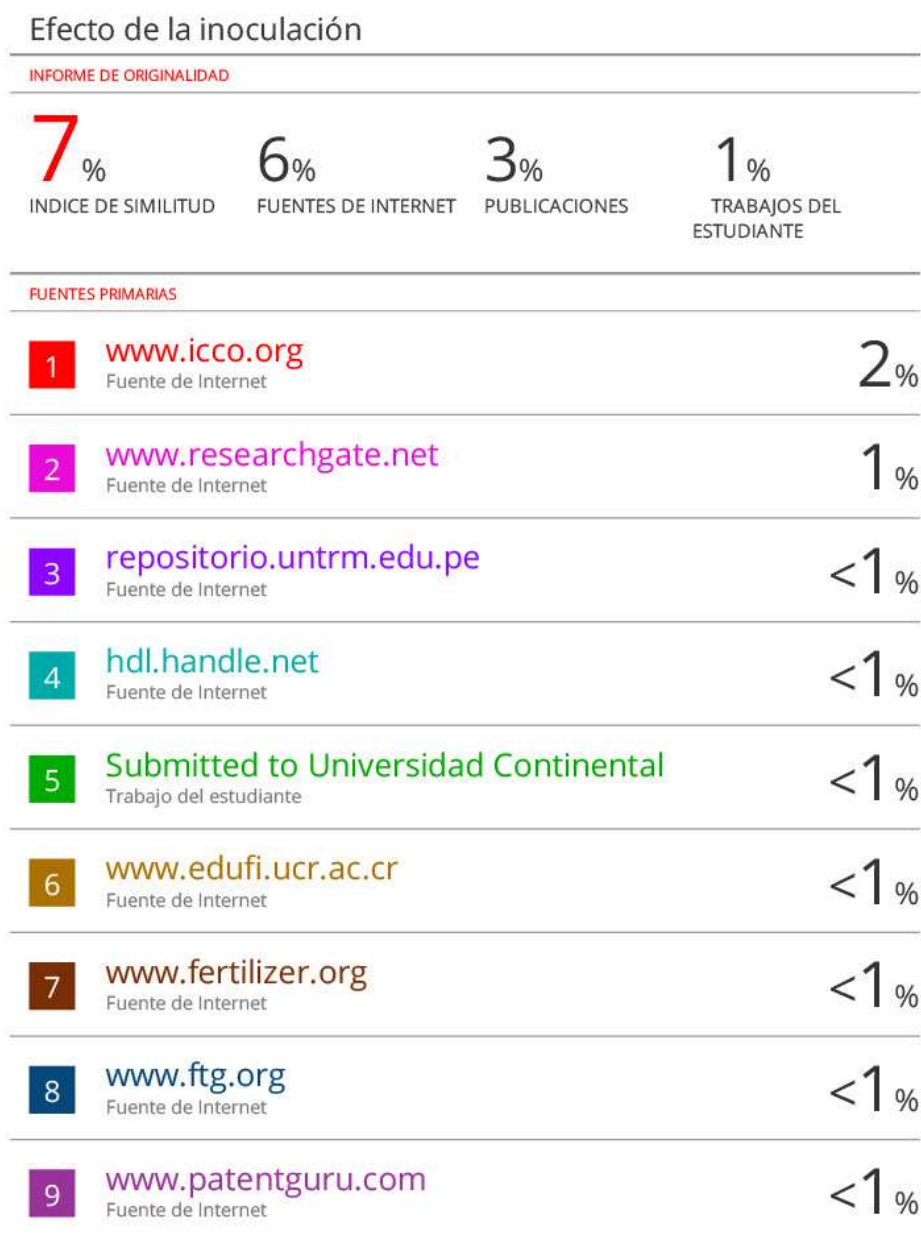 Efecto de la inoculación
INFORME DE ORIGINALIDAD
7%
INDICE DE SIMILITUD
6%
FUENTES DE INTERNET
3%
PUBLICACIONES
1%
TRABAJOS DEL
ESTUDIANTE
FUENTES PRIMARIAS
1
www.icco.org
Fuente de Internet
2%
2
www.researchgate.net
Fuente de Internet
1%
3
repositorio.untrm.edu.pe
Fuente de Internet
<1%
4
hdl.handle.net
Fuente de Internet
<1%
5
Submitted to Universidad Continental
Trabajo del estudiante
<1%
6
www.edufi.ucr.ac.cr
Fuente de Internet
<1%
7
www.fertilizer.org
Fuente de Internet
<1%
8
www.ftg.org
Fuente de Internet
<1%
9
www.patentguru.com
Fuente de Internet
<1%